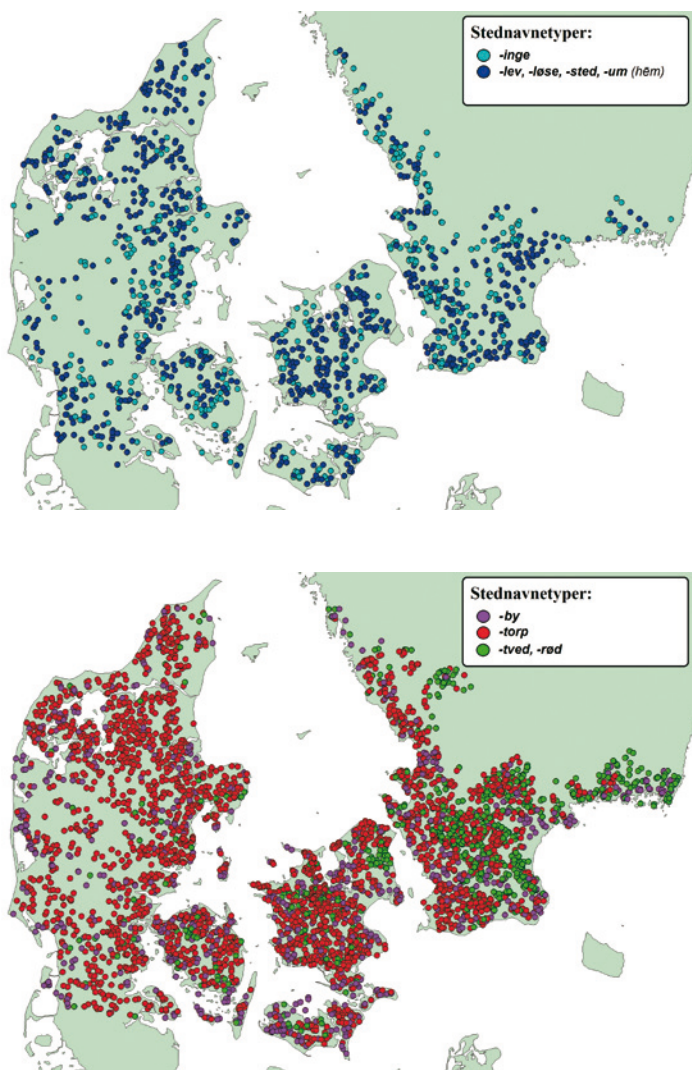 Stednavnetyper:
-inge
-lev, -løse, -sted, -um (hēm)
Stednavnetyper:
-by
-torp
-tved, -rød